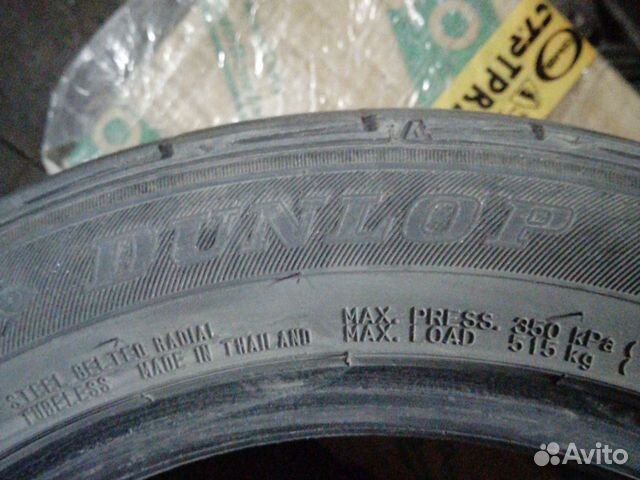 DUNLOP
STEEL BELTED RADIAL
TUBELESS MADE IN THAILAND
MAX. PRESS. 350 kPa
MAX. LOAD 515 kg
Avito